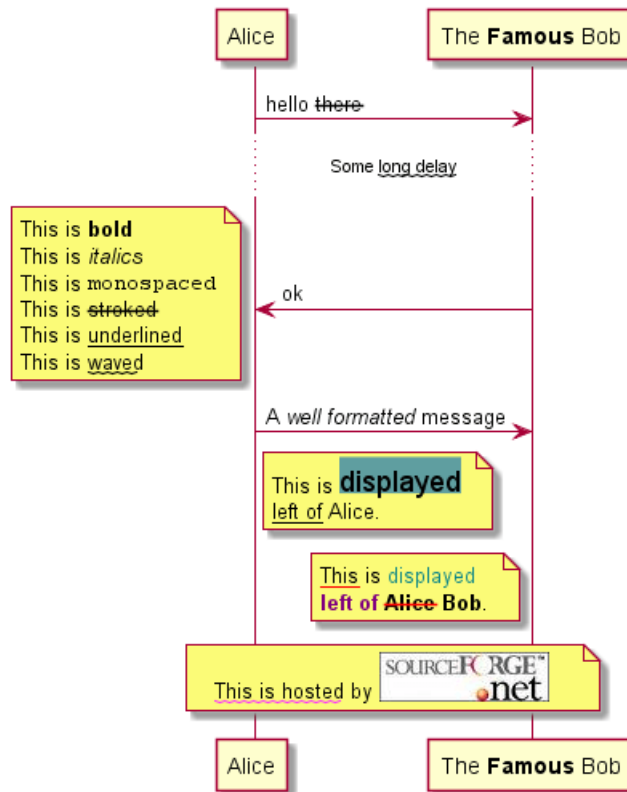 Alice
The Famous Bob
hello there
Some long delay
This is bold
This is italics
This is monospaced
This is stroked
This is underlined
This is waved
ok
A well formatted message
This is displayed
left of Alice.
This is displayed
left of Alice Bob.
This is hosted by SOURCEFORGE™
.net
Alice
The Famous Bob